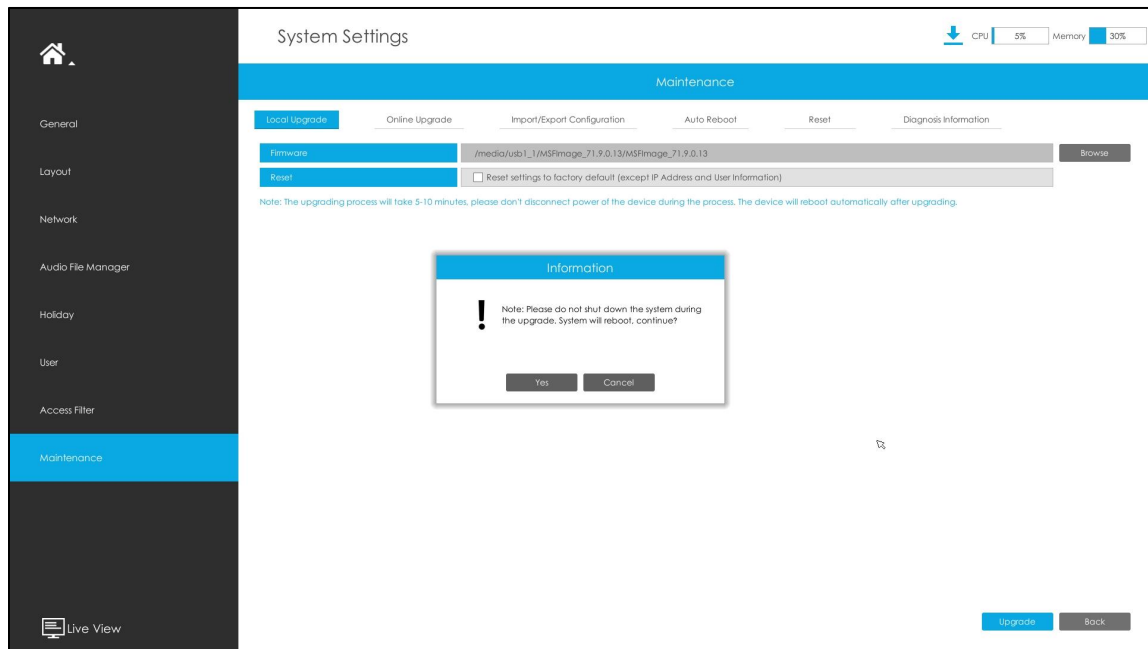 System Settings
CPU 5% Memory 30%
Maintenance
General
Layout
Network
Audio File Manager
Holiday
User
Access Filter
Maintenance
Live View
Local Upgrade Online Upgrade Import/Export Configuration Auto Reboot Reset Diagnosis Information
Firmware /media/usb1_1/MSFImage_71.9.0.13/MSFImage_71.9.0.13 Browse
Reset Reset settings to factory default (except IP Address and User Information)
Note: The upgrading process will take 5-10 minutes, please don't disconnect power of the device during the process. The device will reboot automatically after upgrading.
Information
Note: Please do not shut down the system during
the upgrade. System will reboot, continue?
Yes Cancel
Upgrade Back